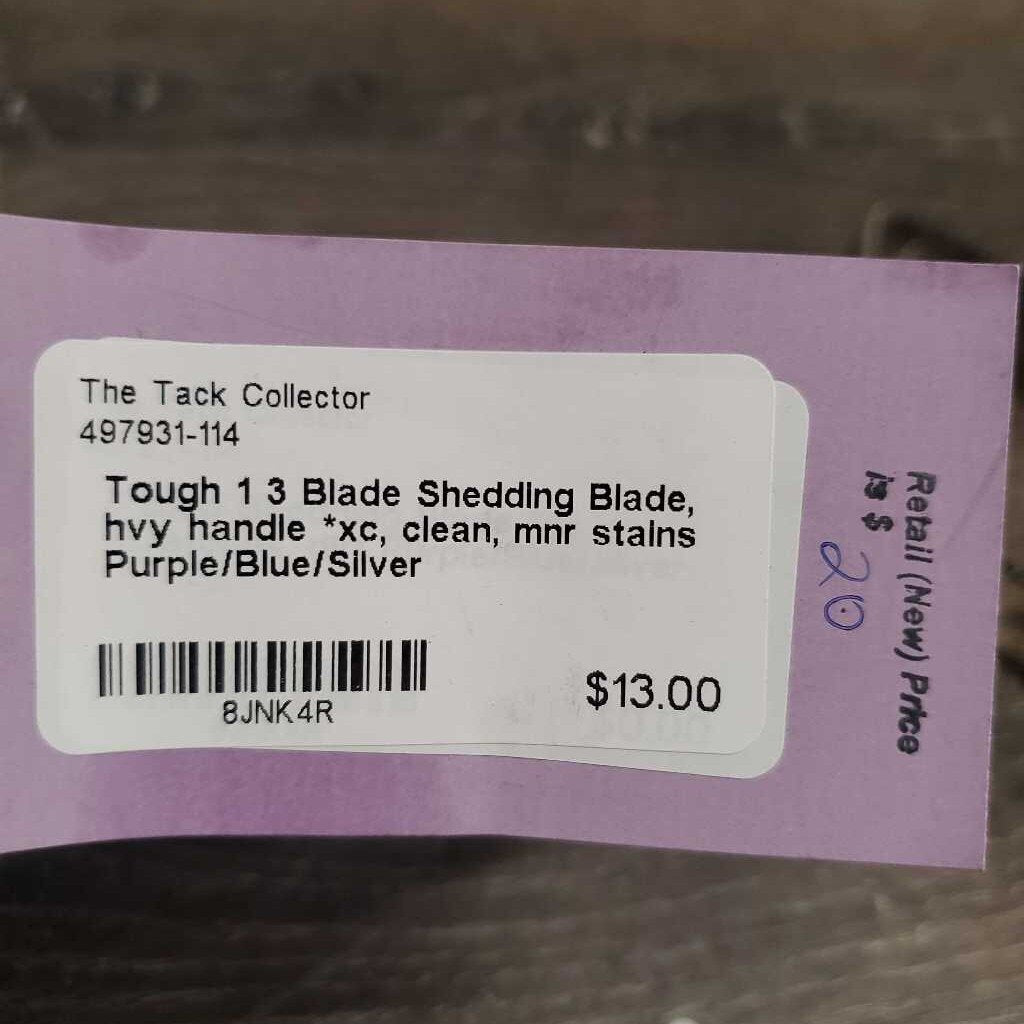 The Tack Collector
497931-114
Tough 1 3 Blade Shedding Blade,
hvy handle *xc, clean, mnr stains
Purple/Blue/Silver
8JNK4R
$13.00
Retail (New) Price
is $
20